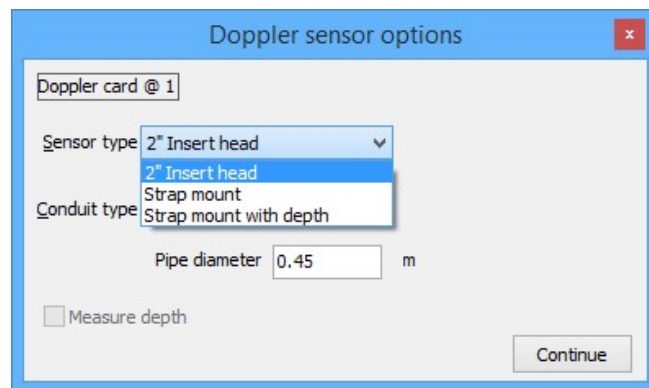 Doppler sensor options
x
Doppler card @ 1
Sensor type 2" Insert head
2" Insert head
Strap mount
Conduit type
Strap mount with depth
Pipe diameter 0.45 m
Measure depth
Continue